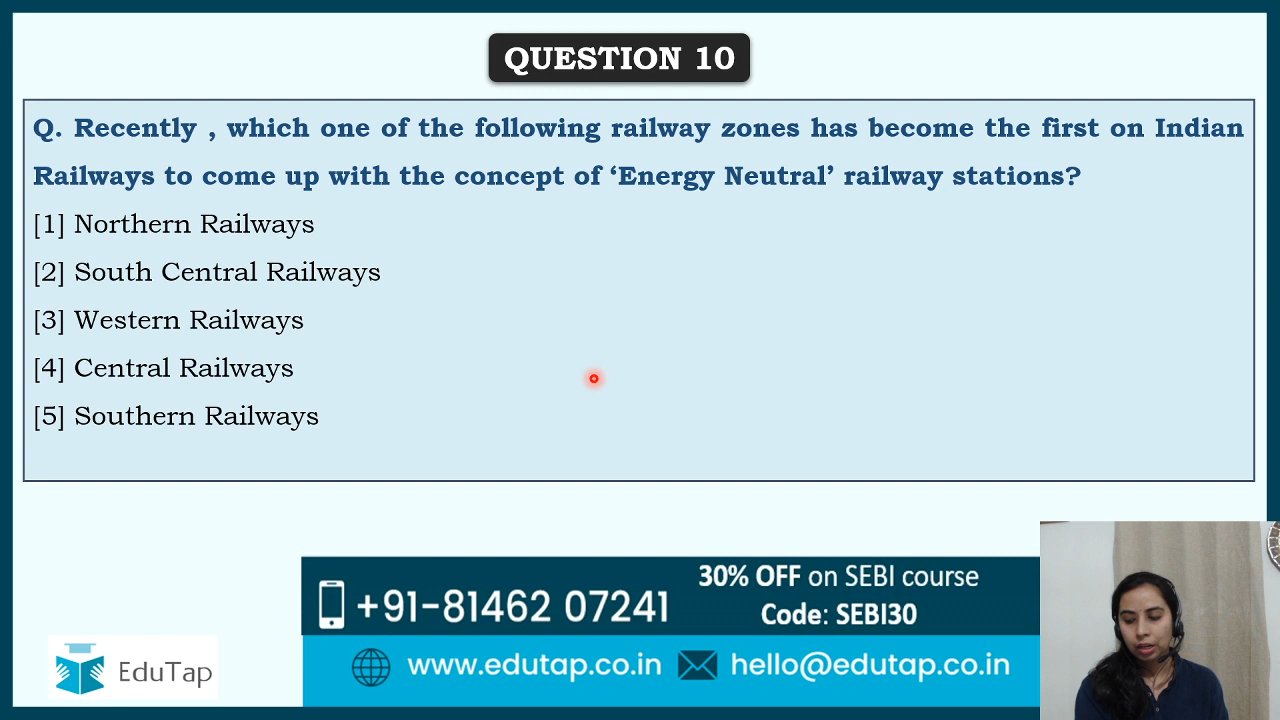 QUESTION 10
Q. Recently , which one of the following railway zones has become the first on Indian
Railways to come up with the concept of ‘Energy Neutral’ railway stations?
[1] Northern Railways
[2] South Central Railways
[3] Western Railways
[4] Central Railways
[5] Southern Railways
+91-81462 07241
30% OFF on SEBI course
Code: SEBI30
EduTap
www.edutap.co.in
hello@edutap.co.in